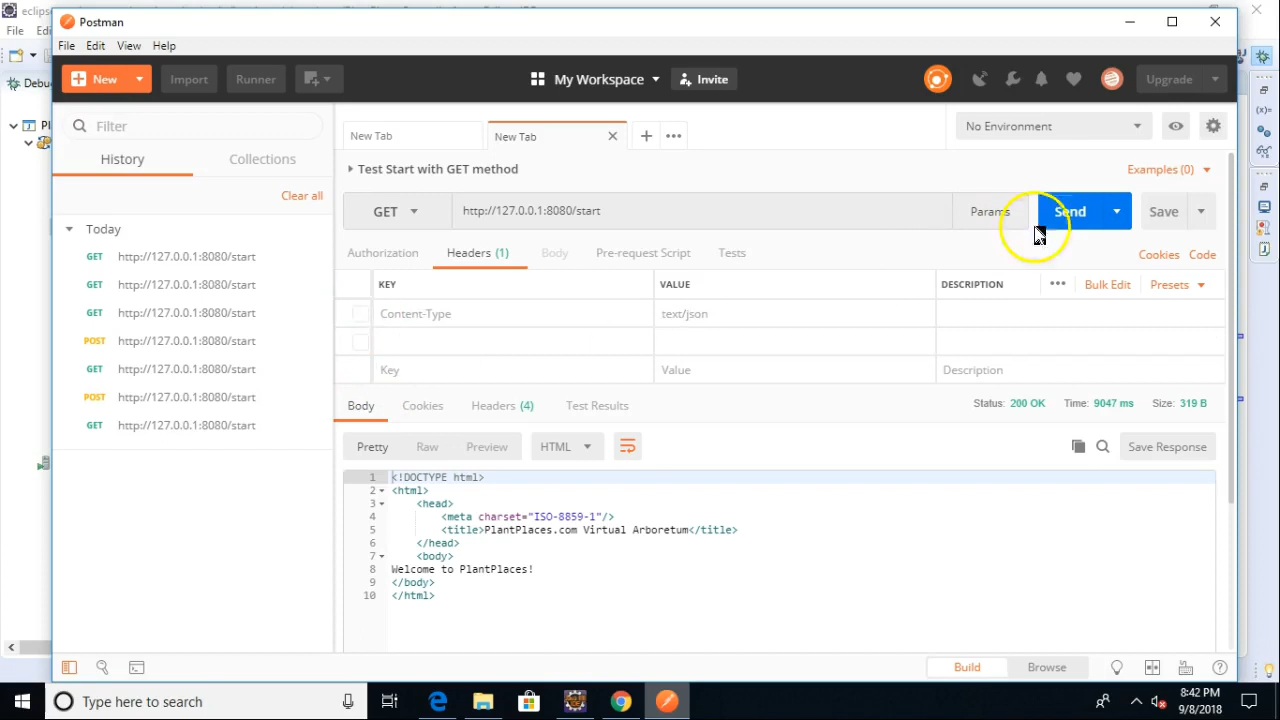 eclips
Postman
File
Edi
File Edit View Help
New
Import
Runner
My Workspace
Invite
Upgrade
Debu
Pl
Filter
History
Collections
Clear all
Today
GET http://127.0.0.1:8080/start
GET http://127.0.0.1:8080/start
GET http://127.0.0.1:8080/start
POST http://127.0.0.1:8080/start
GET http://127.0.0.1:8080/start
POST http://127.0.0.1:8080/start
GET http://127.0.0.1:8080/start
New Tab
New Tab
No Environment
Test Start with GET method
Examples (0)
GET
http://127.0.0.1:8080/start
Params
Send
Save
Authorization
Headers (1)
Body
Pre-request Script
Tests
Cookies
Code
KEY
VALUE
DESCRIPTION
Bulk Edit
Presets
Content-Type
text/json
Key
Value
Description
Body
Cookies
Headers (4)
Test Results
Status: 200 OK
Time: 9047 ms
Size: 319 B
Pretty
Raw
Preview
HTML
Save Response
1 <!DOCTYPE html>
2 <html>
3 <head>
4 <meta charset="ISO-8859-1"/>
5 <title>PlantPlaces.com Virtual Arboretum</title>
6 </head>
7 <body>
8 Welcome to PlantPlaces!
9 </body>
10 </html>
Build
Browse
(x)=
Type here to search
8:42 PM
9/8/2018